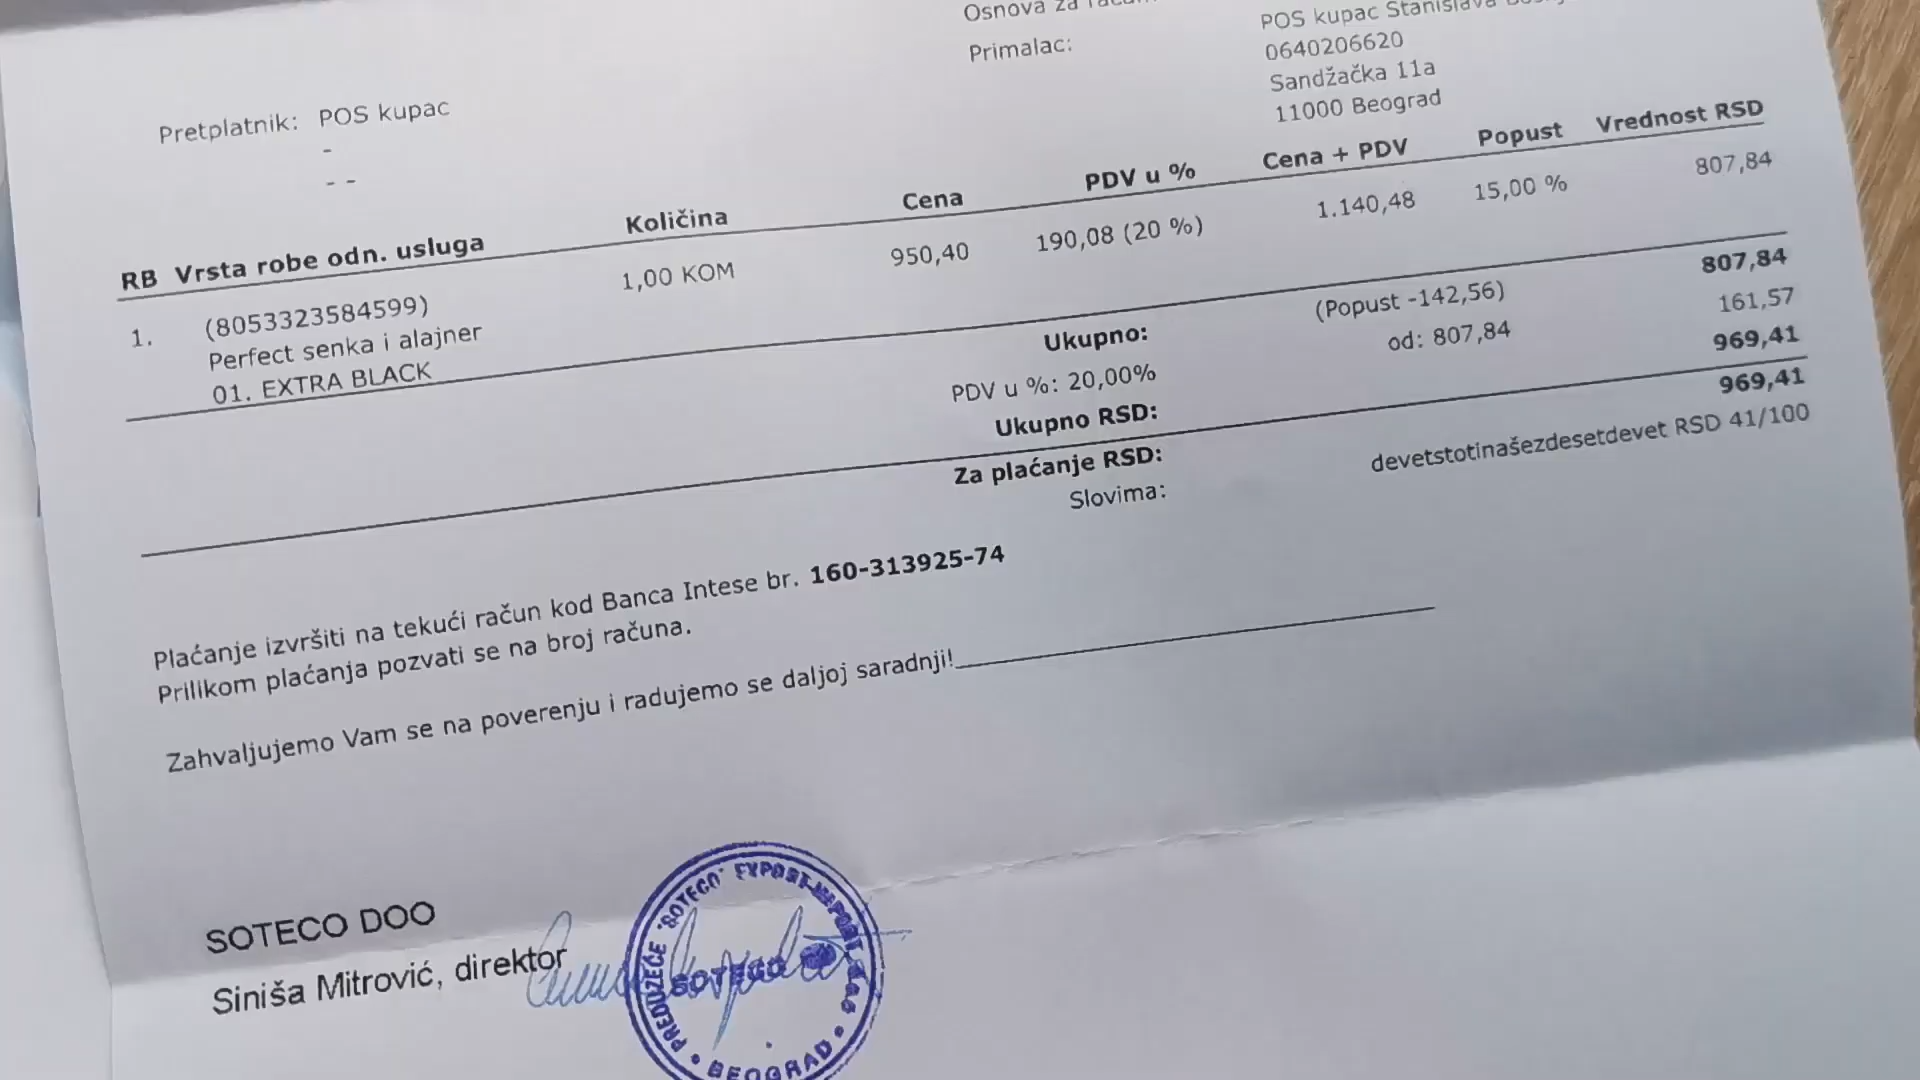 Osnova za
Primalac:
POS kupac Stanislava
0640206620
Sandžačka 11a
11000 Beograd
Pretplatnik: POS kupac
-
- -
RB Vrsta robe odn. usluga Količina Cena PDV u % Cena + PDV Popust Vrednost RSD
1. (8053323584599) 1,00 KOM 950,40 190,08 (20 %) 1.140,48 15,00 % 807,84
Perfect senka i alajner
01. EXTRA BLACK
Ukupno: (Popust -142,56) 807,84
PDV u %: 20,00% od: 807,84 161,57
Ukupno RSD: 969,41
Za plaćanje RSD: 969,41
Slovima: devetstotinašezdesetdevet RSD 41/100
Plaćanje izvršiti na tekući račun kod Banca Intese br. 160-313925-74
Prilikom plaćanja pozvati se na broj računa.
Zahvaljujemo Vam se na poverenju i radujemo se daljoj saradnji!
SOTECO DOO
Siniša Mitrović, direktor
PREDUZEĆE "SOTECO" EXPORT-IMPORT, d.o.o.
SOTECO
BEOGRAD